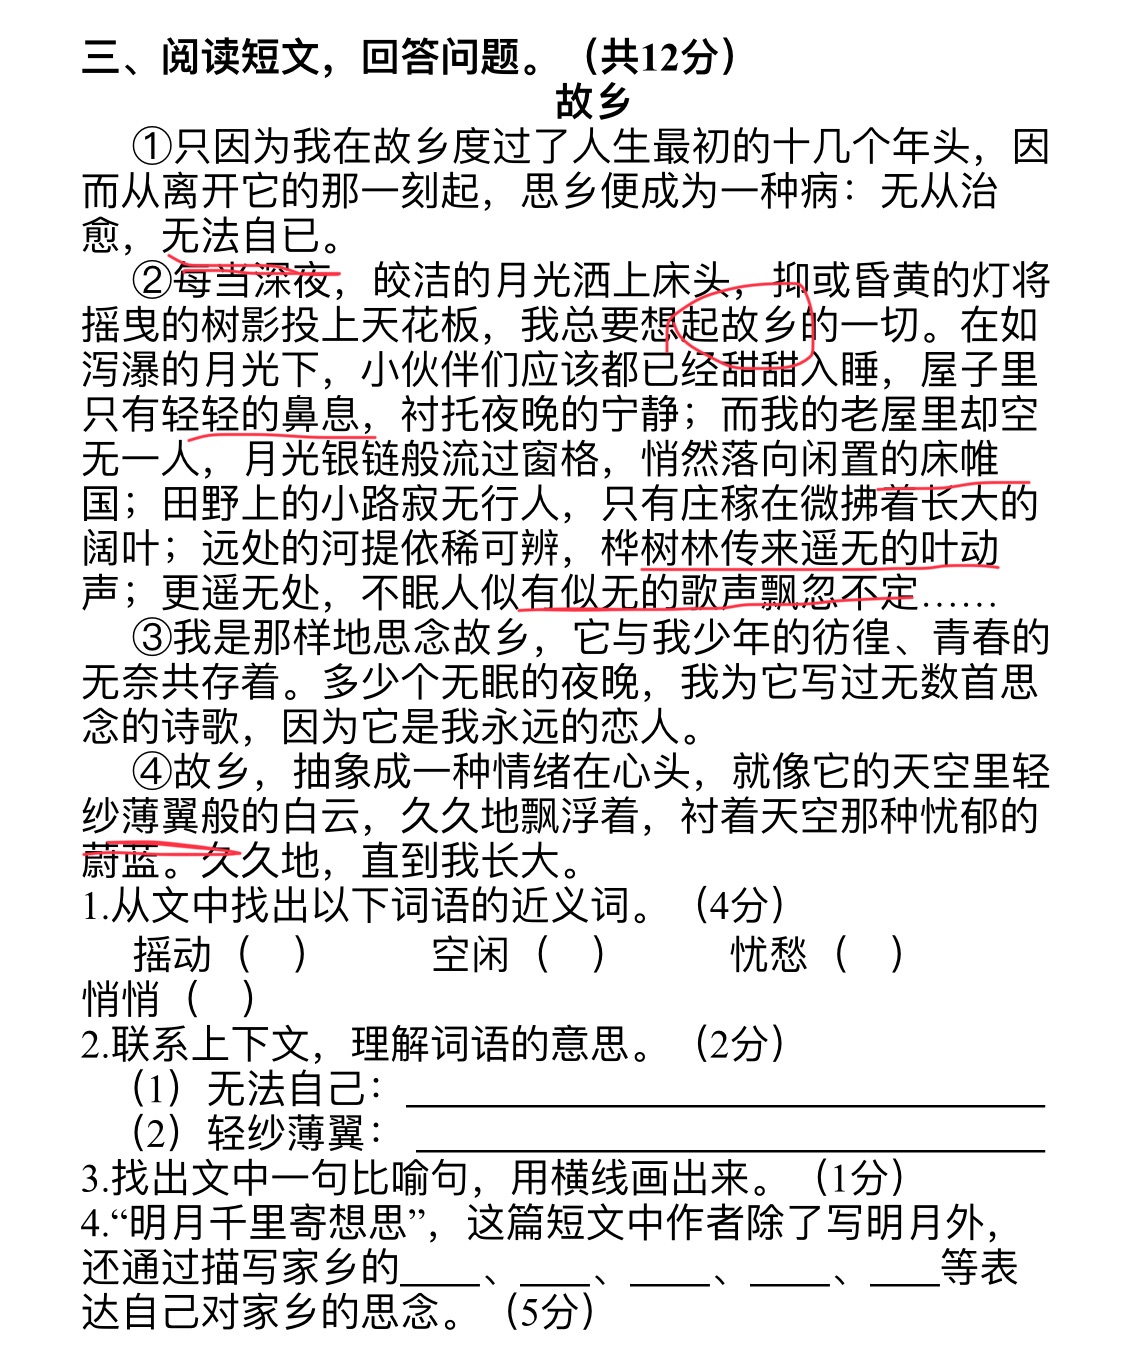 三、阅读短文，回答问题。（共12分）
故乡
①只因为我在故乡度过了人生最初的十几个年头，因
而从离开它的那一刻起，思乡便成为一种病：无从治
愈，无法自已。
②每当深夜，皎洁的月光洒上床头，抑或昏黄的灯将
摇曳的树影投上天花板，我总要想起故乡的一切。在如
泻瀑的月光下，小伙伴们应该都已经甜甜入睡，屋子里
只有轻轻的鼻息，衬托夜晚的宁静；而我的老屋里却空
无一人，月光银链般流过窗格，悄然落向闲置的床帷
国；田野上的小路寂无行人，只有庄稼在微拂着长大的
阔叶；远处的河提依稀可辨，桦树林传来遥无的叶动
声；更遥无处，不眠人似有似无的歌声飘忽不定……
③我是那样地思念故乡，它与我少年的彷徨、青春的
无奈共存着。多少个无眠的夜晚，我为它写过无数首思
念的诗歌，因为它是我永远的恋人。
④故乡，抽象成一种情绪在心头，就像它的天空里轻
纱薄翼般的白云，久久地飘浮着，衬着天空那种忧郁的
蔚蓝。久久地，直到我长大。
1.从文中找出以下词语的近义词。（4分）
摇动（ ） 空闲（ ） 忧愁（ ）
悄悄（ ）
2.联系上下文，理解词语的意思。（2分）
（1）无法自己：
（2）轻纱薄翼：
3.找出文中一句比喻句，用横线画出来。（1分）
4.“明月千里寄想思”，这篇短文中作者除了写明月外，
还通过描写家乡的____、____、____、____、____等表
达自己对家乡的思念。（5分）